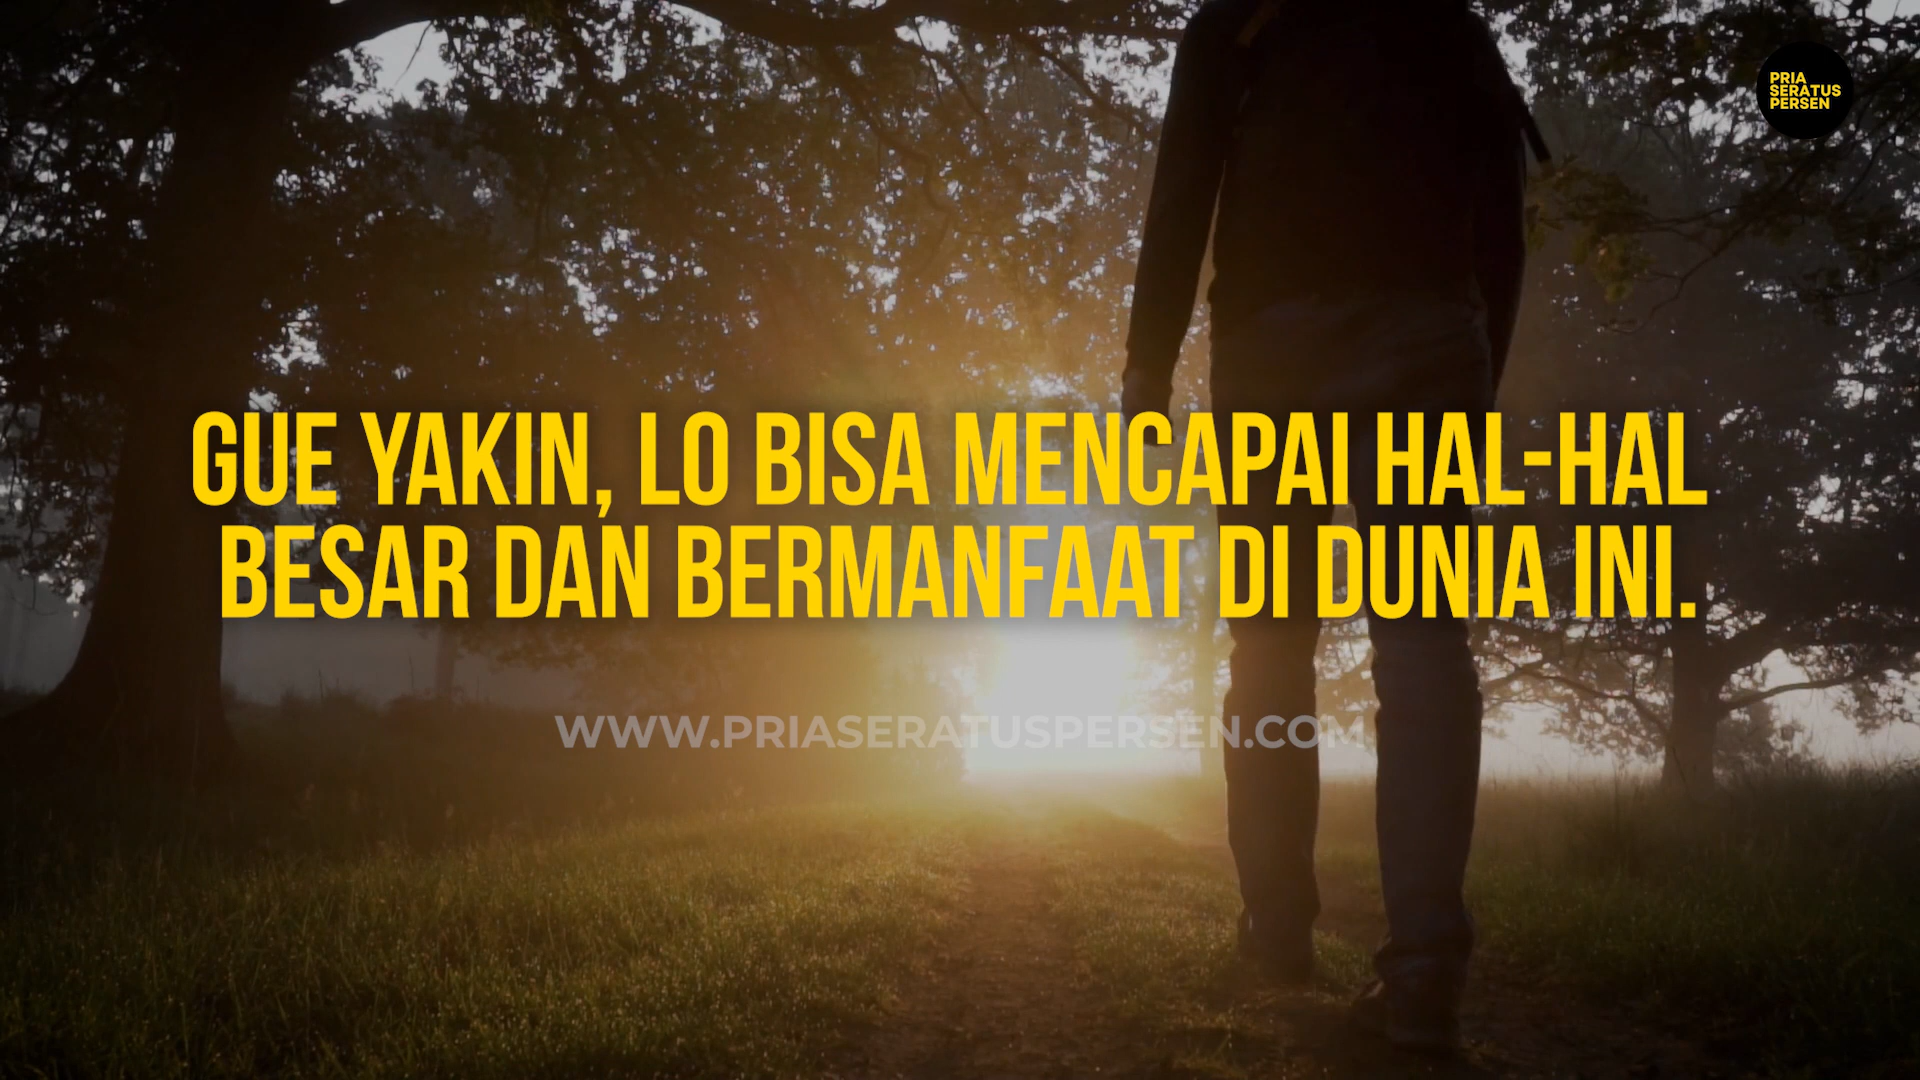 PRIA
SERATUS
PERSEN
GUE YAKIN, LO BISA MENCAPAI HAL-HAL
BESAR DAN BERMANFAAT DI DUNIA INI.
WWW.PRIASERATUSPERSEN.COM